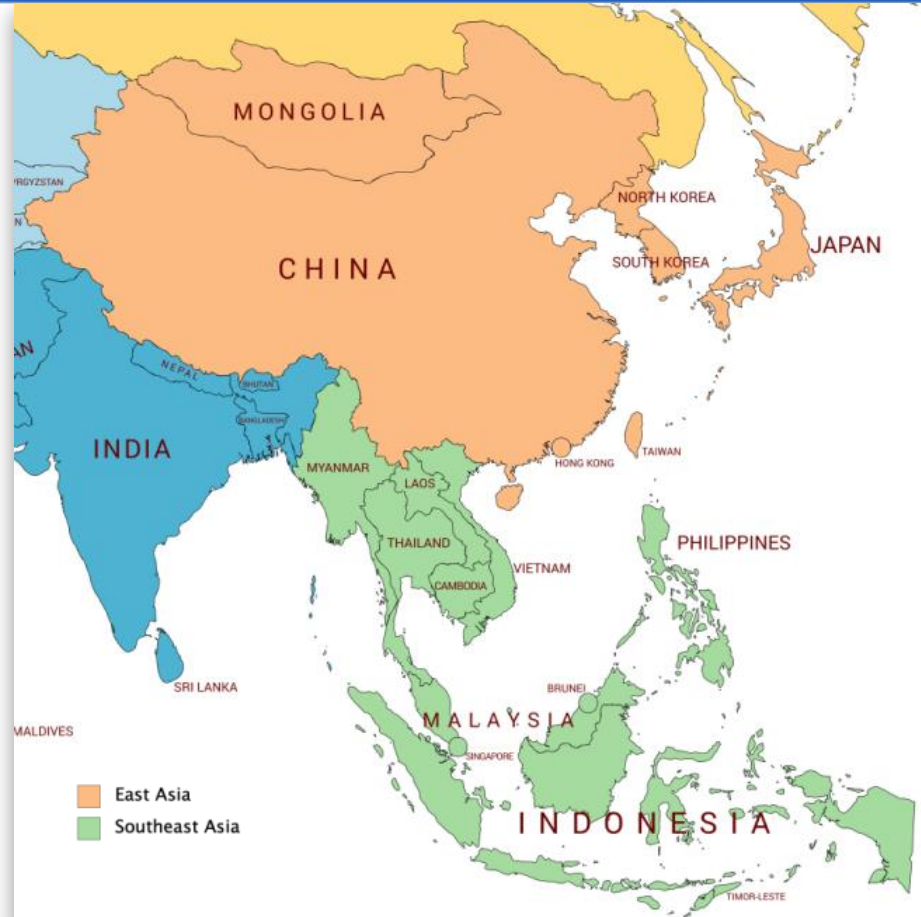 MONGOLIA
RGYZSTAN
NORTH KOREA
N
JAPAN
SOUTH KOREA
CHINA
AN
NEPAL
BHUTAN
BANGLADESH
INDIA
TAIWAN
HONG KONG
MYANMAR
LAOS
THAILAND
PHILIPPINES
VIETNAM
CAMBODIA
SRI LANKA
BRUNEI
MALAYSIA
MALDIVES
SINGAPORE
East Asia
Southeast Asia
INDONESIA
TIMOR-LESTE